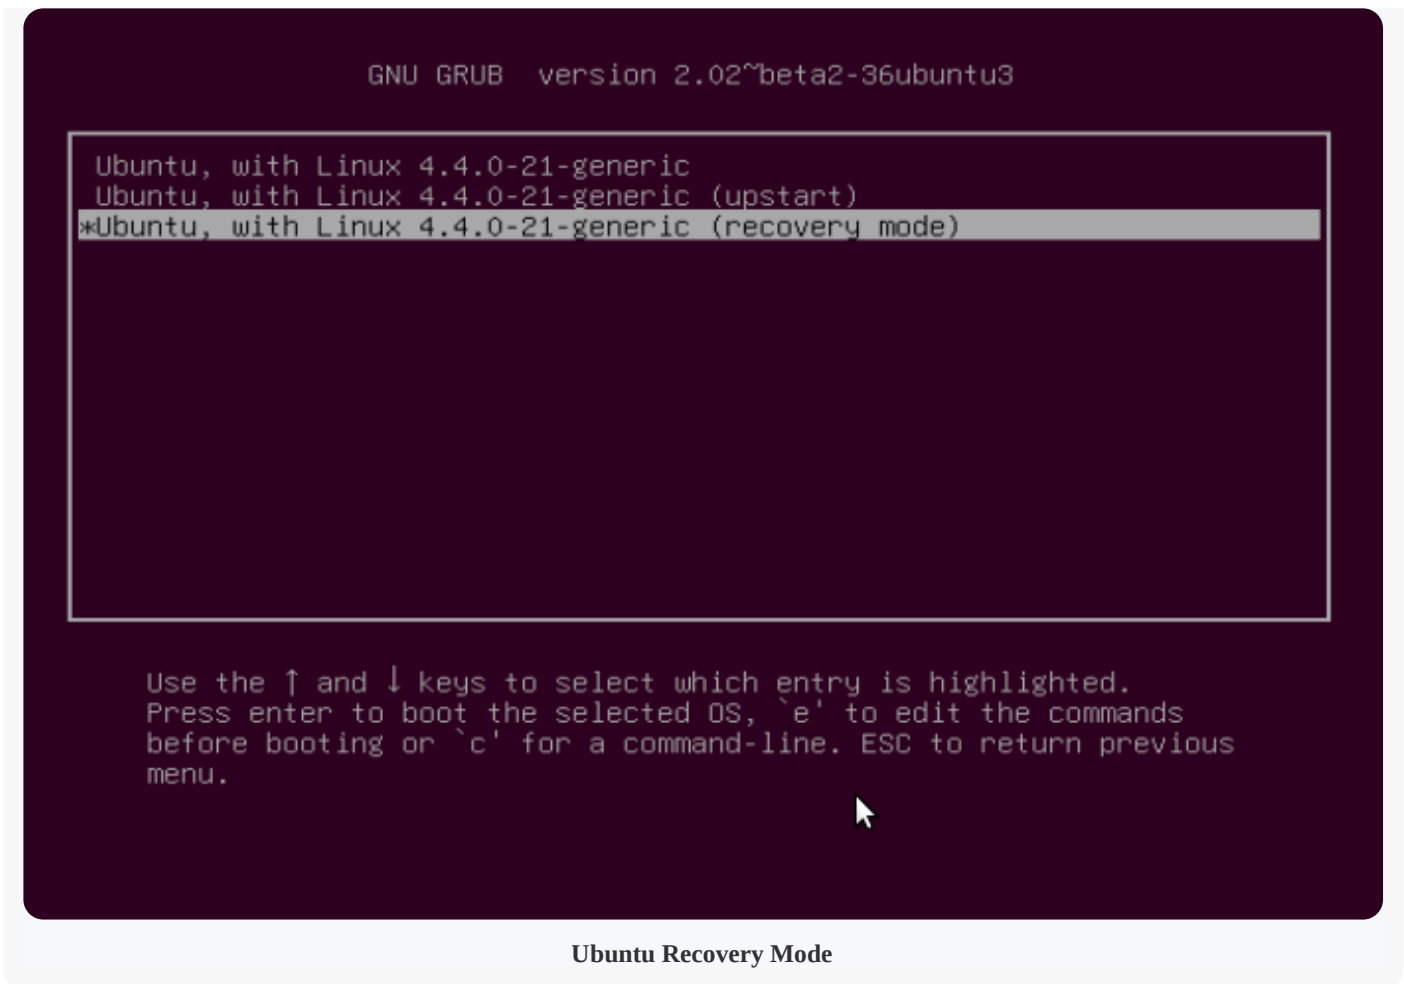 GNU GRUB  version 2.02~beta2-36ubuntu3
Ubuntu, with Linux 4.4.0-21-generic
Ubuntu, with Linux 4.4.0-21-generic (upstart)
*Ubuntu, with Linux 4.4.0-21-generic (recovery mode)
Use the ↑ and ↓ keys to select which entry is highlighted.
Press enter to boot the selected OS, `e' to edit the commands
before booting or `c' for a command-line. ESC to return previous
menu.
Ubuntu Recovery Mode